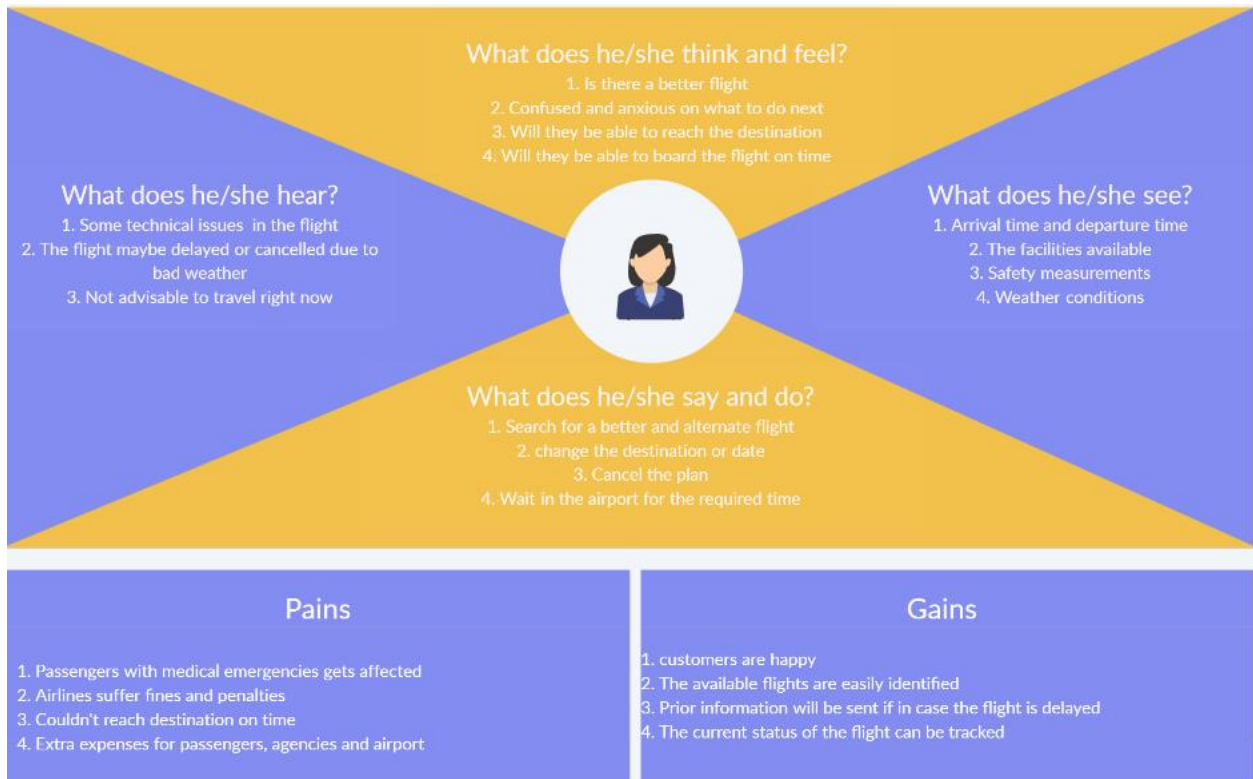 What does he/she think and feel?
1. Is there a better flight
2. Confused and anxious on what to do next
3. Will they be able to reach the destination
4. Will they be able to board the flight on time
What does he/she hear?
1. Some technical issues in the flight
2. The flight maybe delayed or cancelled due to
bad weather
3. Not advisable to travel right now
What does he/she see?
1. Arrival time and departure time
2. The facilities available
3. Safety measurements
4. Weather conditions
What does he/she say and do?
1. Search for a better and alternate flight
2. change the destination or date
3. Cancel the plan
4. Wait in the airport for the required time
Pains
1. Passengers with medical emergencies gets affected
2. Airlines suffer fines and penalties
3. Couldn't reach destination on time
4. Extra expenses for passengers, agencies and airport
Gains
1. customers are happy
2. The available flights are easily identified
3. Prior information will be sent if in case the flight is delayed
4. The current status of the flight can be tracked